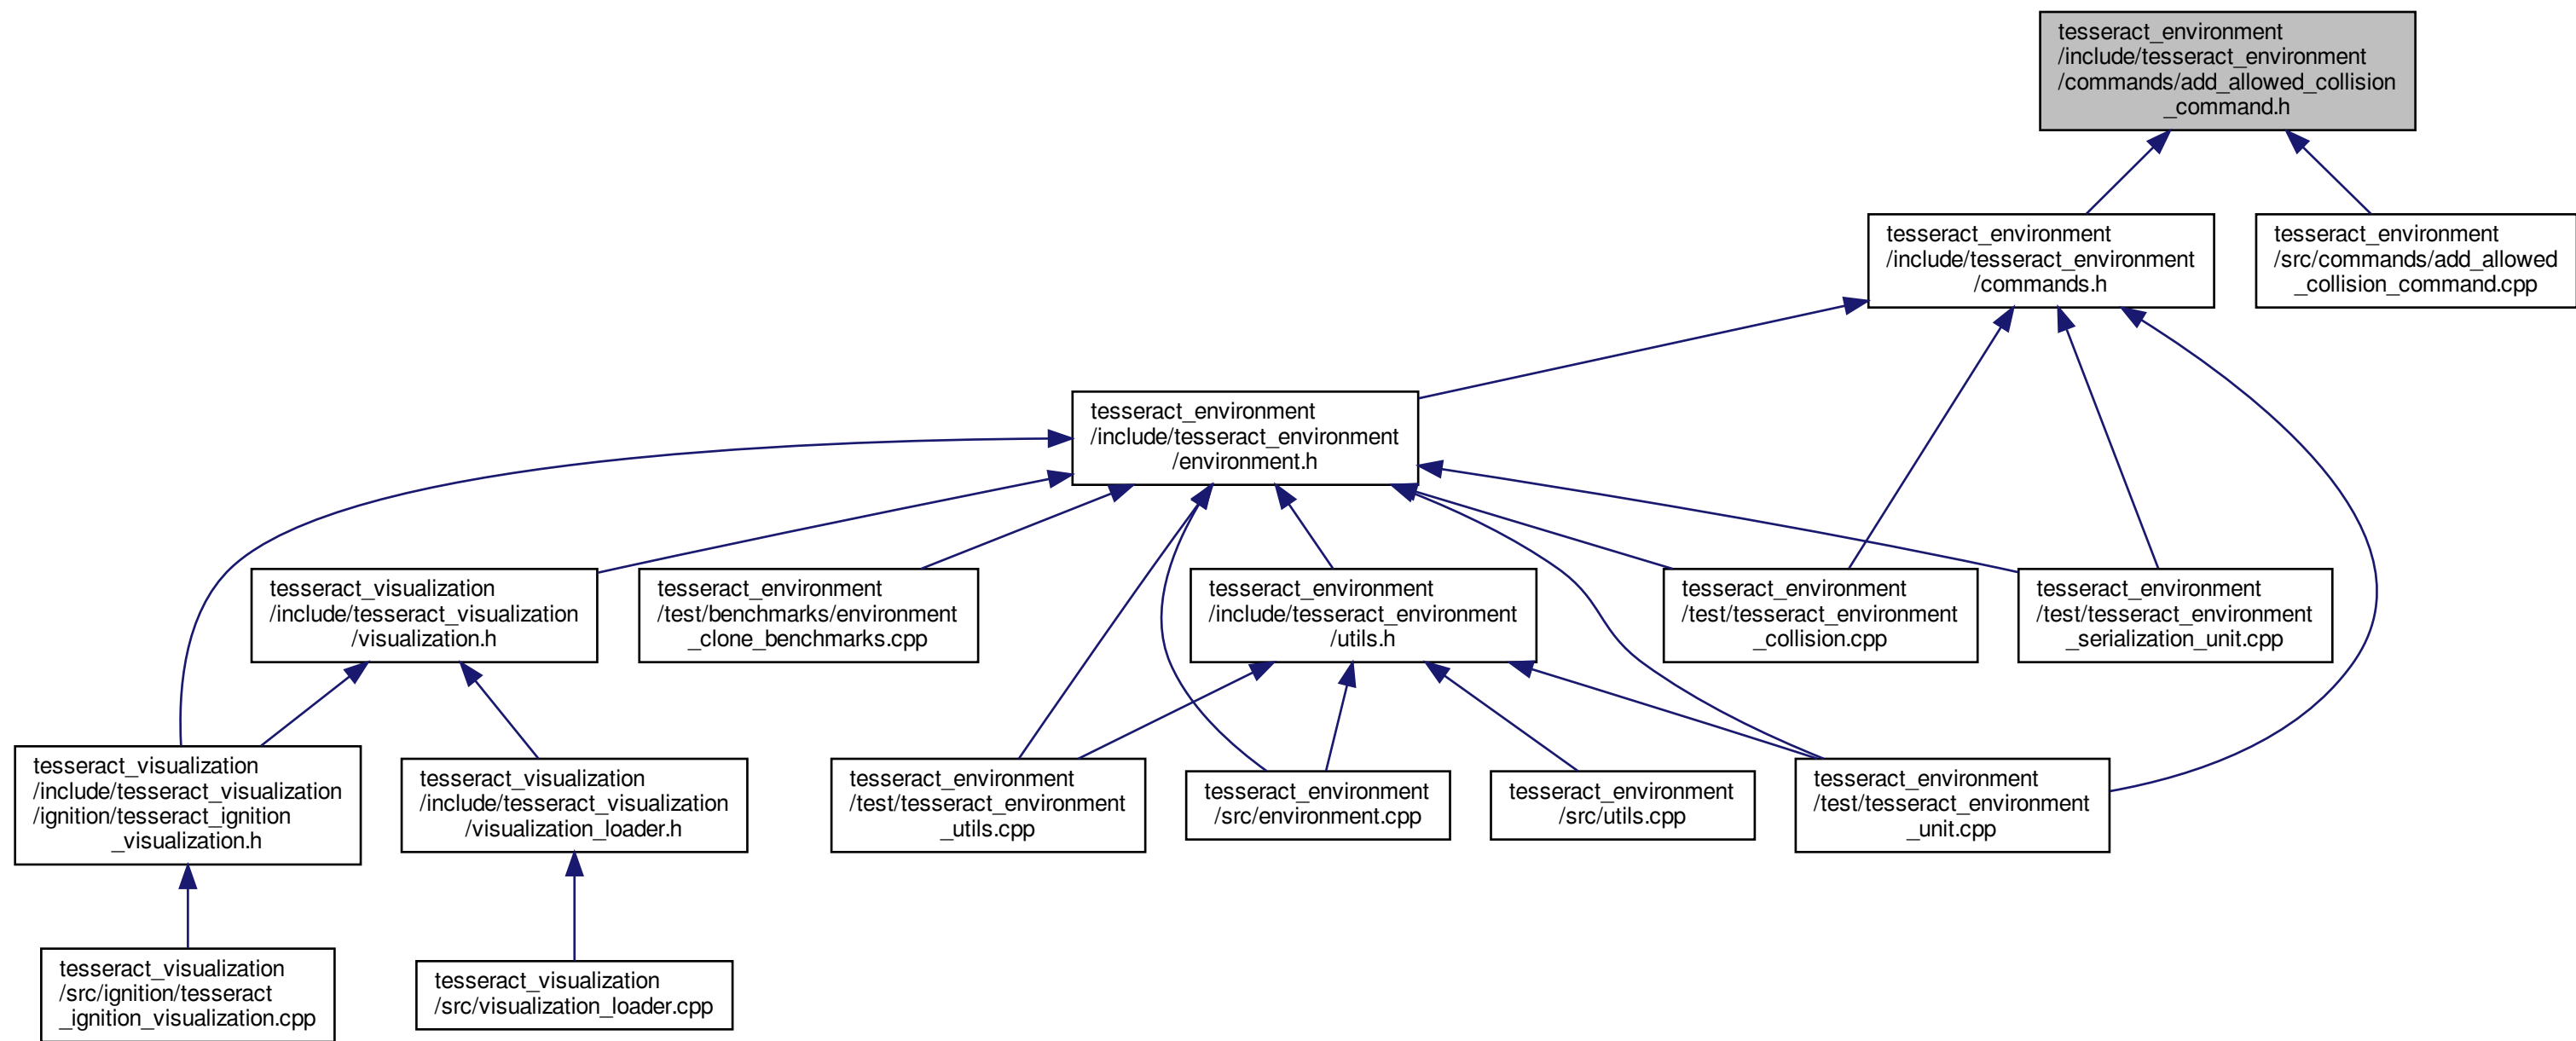 tesseract_environment
/include/tesseract_environment
/commands/add_allowed_collision
_command.h
tesseract_environment
/include/tesseract_environment
/commands.h
tesseract_environment
/src/commands/add_allowed
_collision_command.cpp
tesseract_environment
/include/tesseract_environment
/environment.h
tesseract_visualization
/include/tesseract_visualization
/visualization.h
tesseract_environment
/test/benchmarks/environment
_clone_benchmarks.cpp
tesseract_environment
/include/tesseract_environment
/utils.h
tesseract_environment
/test/tesseract_environment
_collision.cpp
tesseract_environment
/test/tesseract_environment
_serialization_unit.cpp
tesseract_visualization
/include/tesseract_visualization
/ignition/tesseract_ignition
_visualization.h
tesseract_visualization
/include/tesseract_visualization
/visualization_loader.h
tesseract_environment
/test/tesseract_environment
_utils.cpp
tesseract_environment
/src/environment.cpp
tesseract_environment
/src/utils.cpp
tesseract_environment
/test/tesseract_environment
_unit.cpp
tesseract_visualization
/src/ignition/tesseract
_ignition_visualization.cpp
tesseract_visualization
/src/visualization_loader.cpp